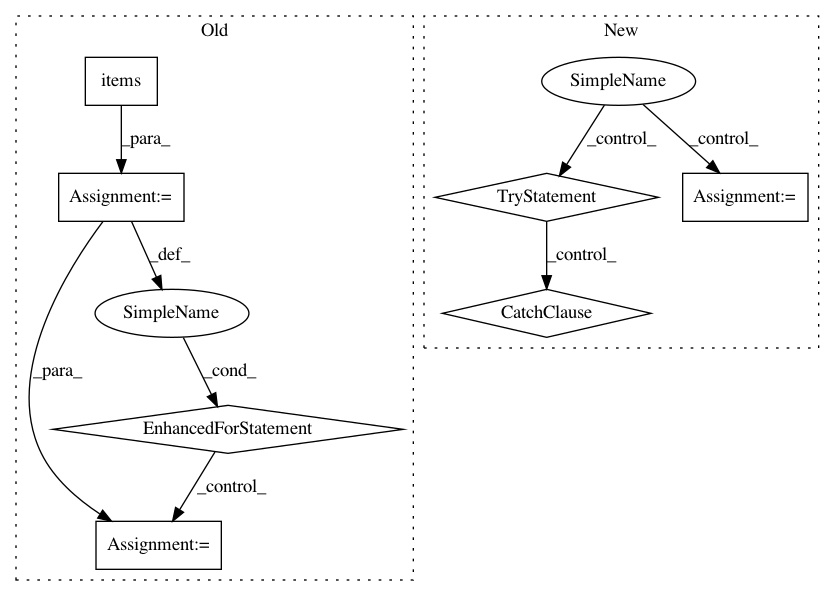 Old
New
items
SimpleName
_para_
_control_
_control_
Assignment:=
TryStatement
Assignment:=
_def_
_control_
SimpleName
CatchClause
_para_
_cond_
EnhancedForStatement
_control_
Assignment:=